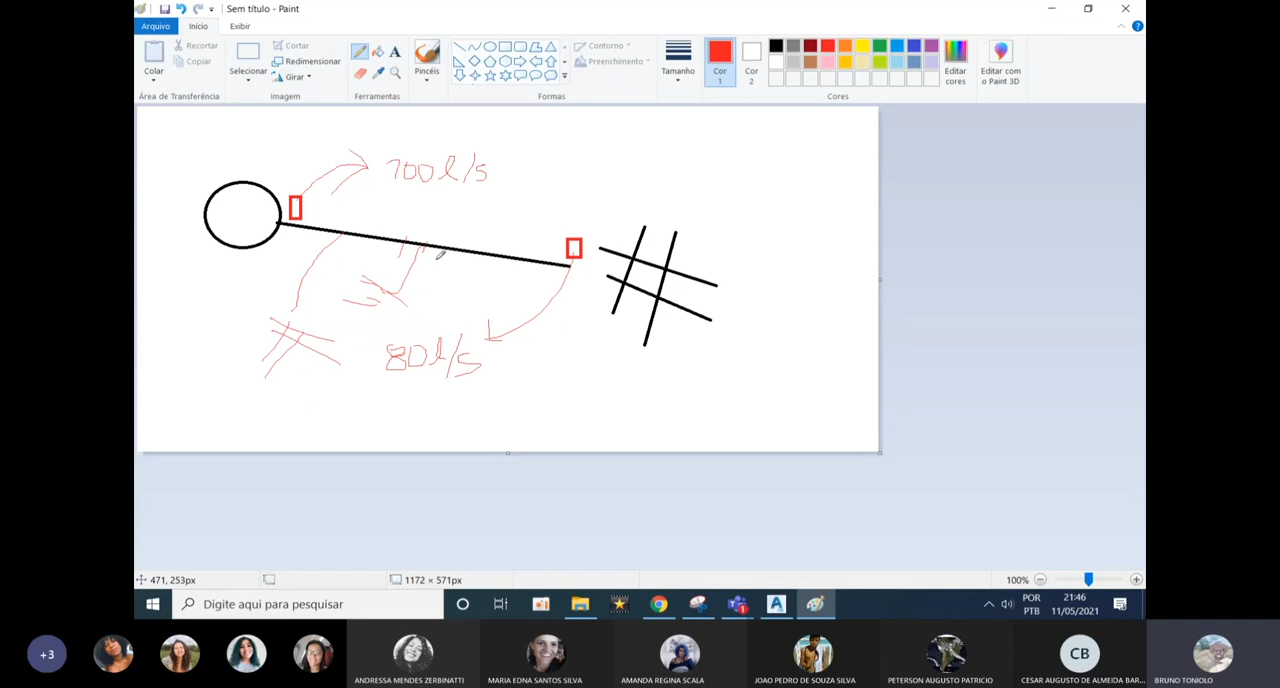 Sem título - Paint
Arquivo Início Exibir
Colar
Recortar
Copiar
Área de Transferência
Selecionar
Cortar
Redimensionar
Girar
Imagem
A
Ferramentas
Pincéis
Formas
Contorno
Preenchimento
Tamanho
Cor 1
Cor 2
Cores
Editar cores
Editar com o Paint 3D
100l/s
80l/s
471, 253px
1172 × 571px
100%
Digite aqui para pesquisar
POR
PTB
21:46
11/05/2021
+3
ANDRESSA MENDES ZERBINATTI
MARIA EDNA SANTOS SILVA
AMANDA REGINA SCALA
JOAO PEDRO DE SOUZA SILVA
PETERSON AUGUSTO PATRICIO
CB
CESAR AUGUSTO DE ALMEIDA BAR...
BRUNO TONIOLO